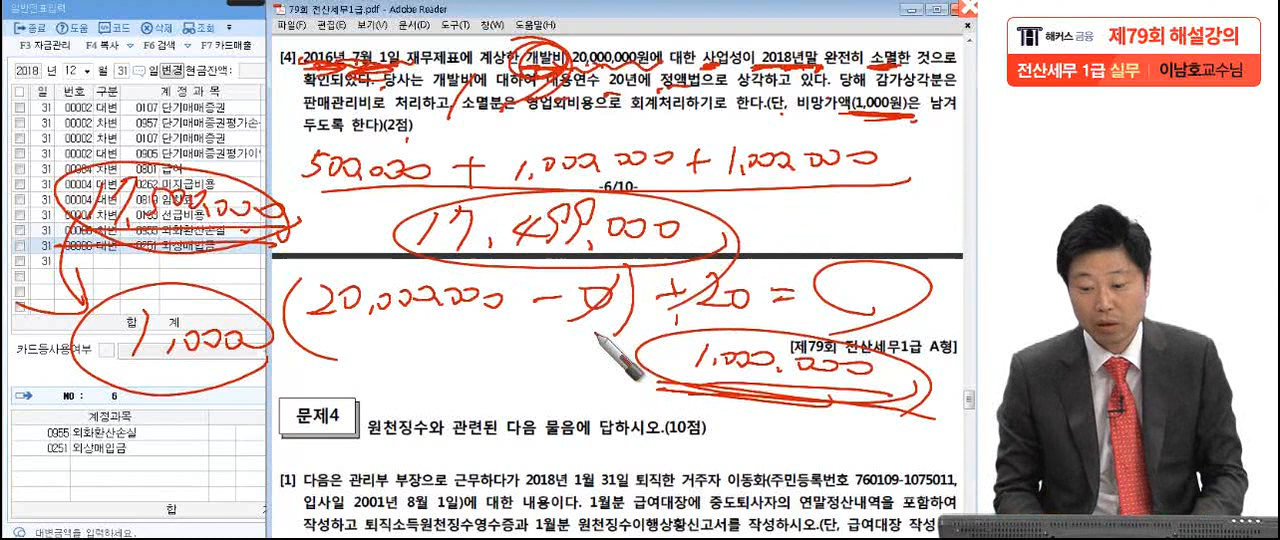 일반전표입력
종료 도움 코드 삭제 조회
F3 자금관리 F4 복사 F6 검색 F7 카드매출
2018 12 31 변경 현금잔액:
일 번호 구분 계 정 과 목
31 00002 대변 0107 단기매매증권
31 00002 차변 0957 단기매매증권평가손
31 00002 차변 0107 단기매매증권
31 00002 대변 0905 단기매매증권평가이
31 00004 차변 0801 급여
31 00004 대변 0262 미지급비용
31 00004 대변
31 00004 차변 선급비용
31 차변 0955 외화환산손실
31 대변 0251 외상매입금
31
17,500,000
1,000
합 계
카드등사용여부
NO: 6
계정과목
0955 외화환산손실
0251 외상매입금
합
대변금액을 입력하세요.
79회 전산세무1급.pdf - Adobe Reader
파일(F) 편집(E) 보기(V) 문서(D) 도구(T) 창(W) 도움말(H)
[4] 2016년 7월 1일 재무제표에 계상한 개발비 20,000,000원에 대한 사업성이 2018년말 완전히 소멸한 것으로
확인되었다. 당사는 개발비에 대하여 내용연수 20년에 정액법으로 상각하고 있다. 당해 감가상각분은
판매관리비로 처리하고, 소멸분은 영업외비용으로 회계처리하기로 한다.(단, 비망가액(1,000원)은 남겨
두도록 한다)(2점)
500,000 + 1,000,000 + 1,000,000
-6/10-
17,499,000
(20,000,000 - 0) ÷ 20 =
[제79회 전산세무1급 A형]
1,000,000
문제4
원천징수와 관련된 다음 물음에 답하시오.(10점)
[1] 다음은 관리부 부장으로 근무하다가 2018년 1월 31일 퇴직한 거주자 이동화(주민등록번호 760109-1075011,
입사일 2001년 8월 1일)에 대한 내용이다. 1월분 급여대장에 중도퇴사자의 연말정산내역을 포함하여
작성하고 퇴직소득원천징수영수증과 1월분 원천징수이행상황신고서를 작성하시오.(단, 급여대장 작성
해커스 금융 제79회 해설강의
전산세무 1급 실무 이남호교수님